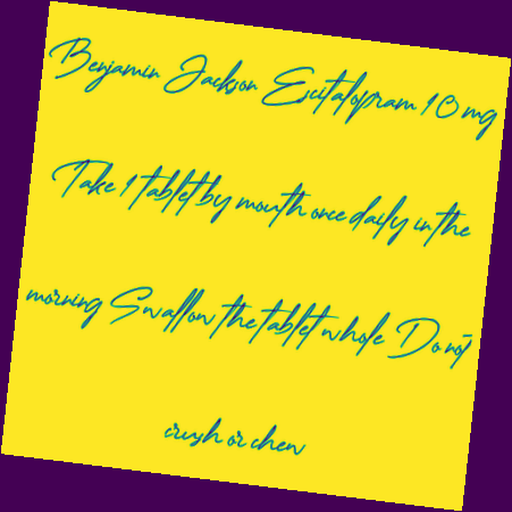 Benjamin Jackson Escitalopram 10 mg
Take 1 tablet by mouth once daily in the
morning Swallow the tablet whole Do not
crush or chew